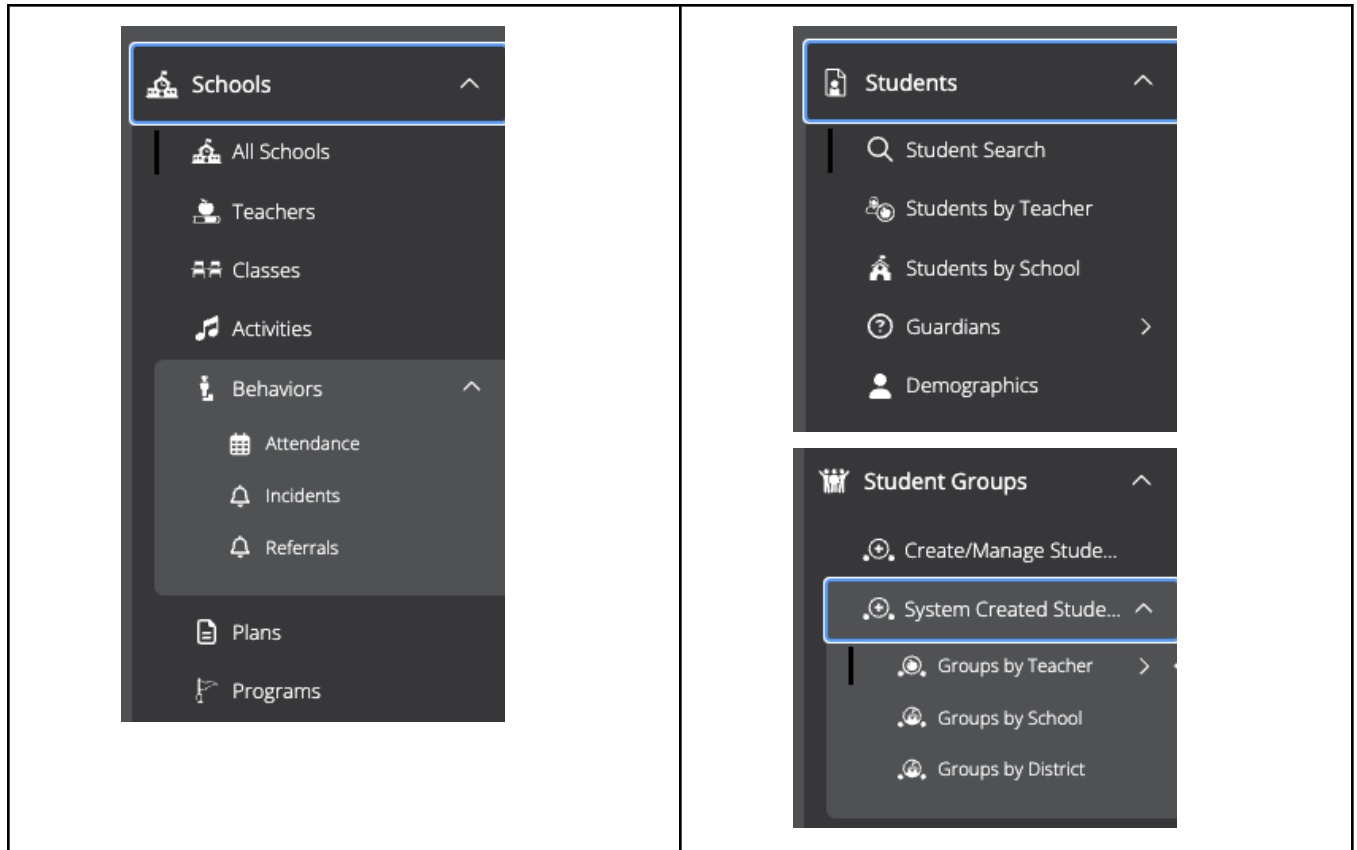 Schools
All Schools
Teachers
Classes
Activities
Behaviors
Attendance
Incidents
Referrals
Plans
Programs
Students
Student Search
Students by Teacher
Students by School
Guardians
Demographics
Student Groups
Create/Manage Stude...
System Created Stude...
Groups by Teacher
Groups by School
Groups by District